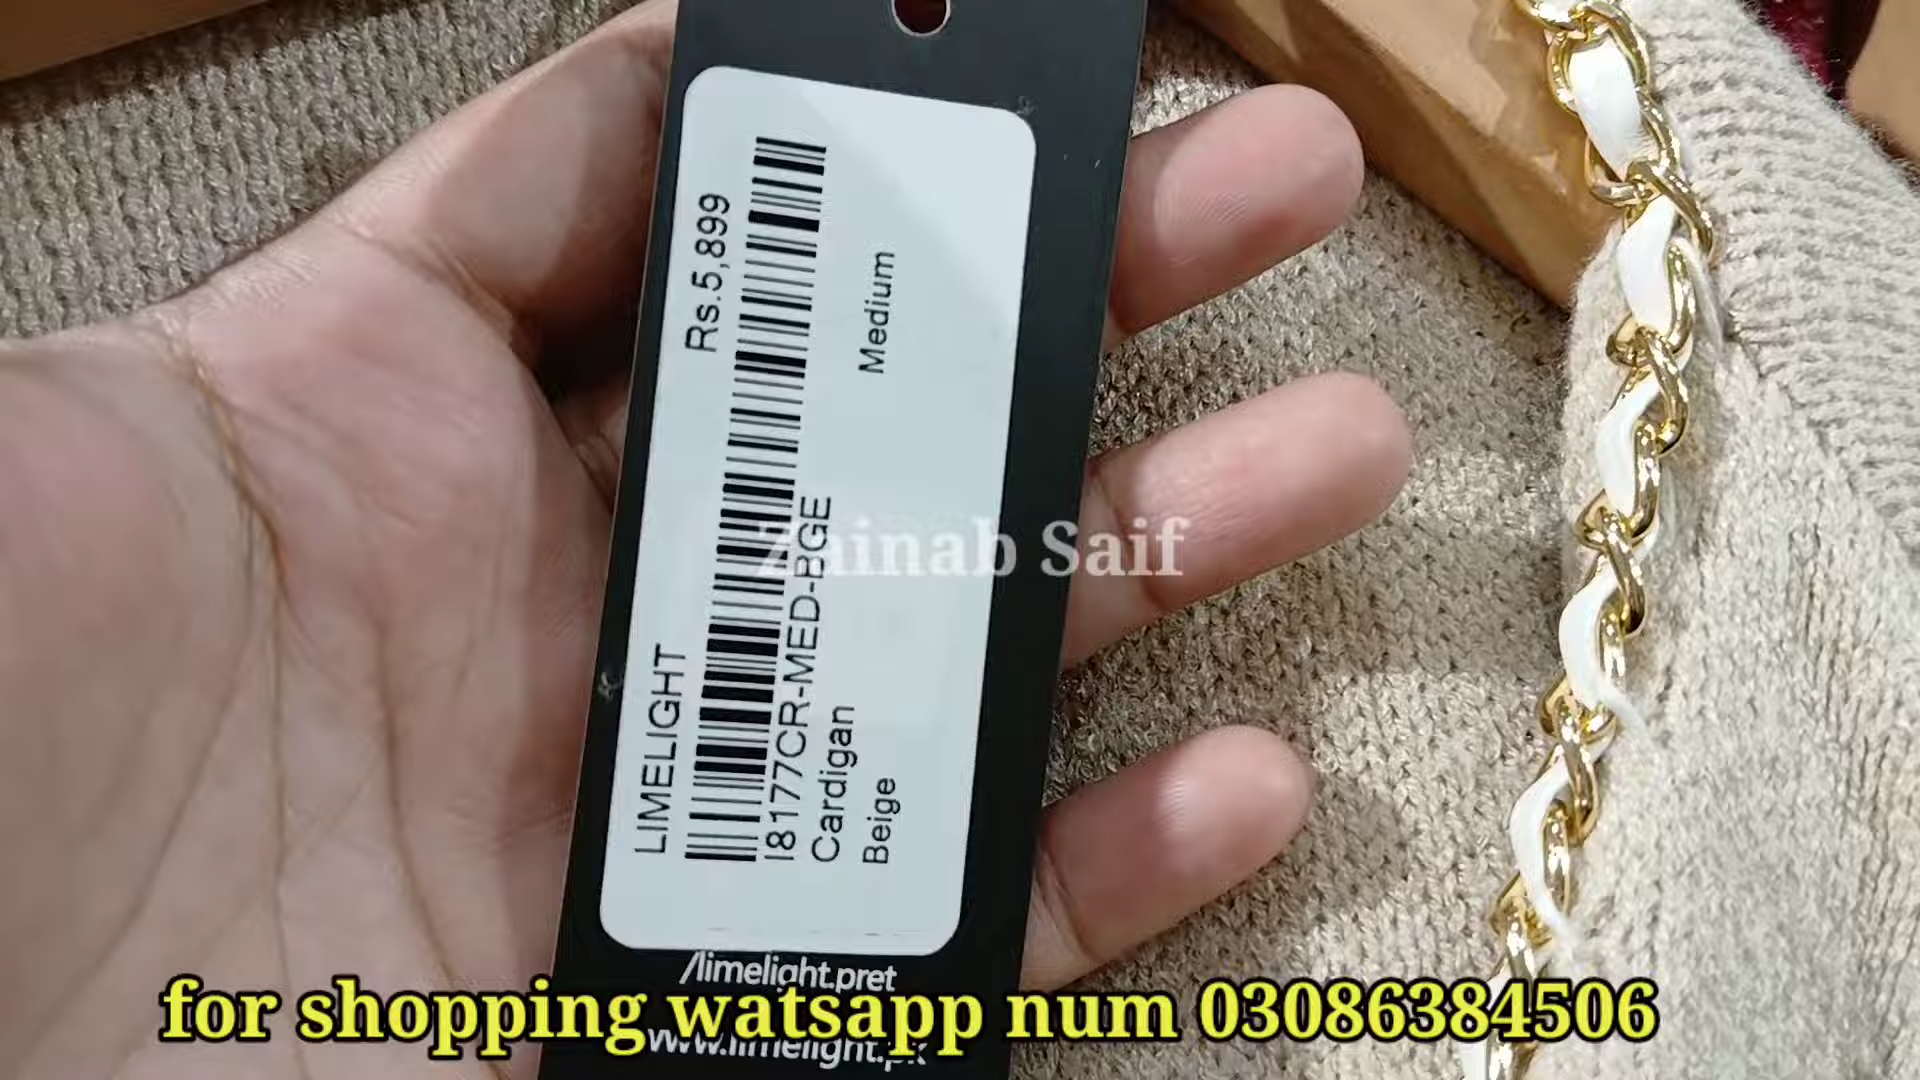 LIMELIGHT
Rs.5,899
I8177CR-MED-BGE
Cardigan
Beige
Medium
/limelight.pret
www.limelight.pk
Zainab Saif
for shopping watsapp num 03086384506